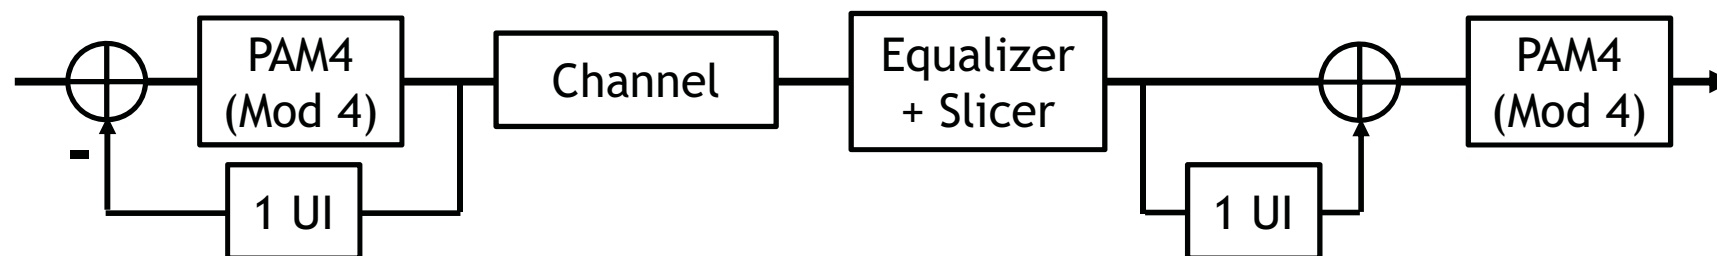 PAM4
(Mod 4)
Channel
Equalizer
+ Slicer
PAM4
(Mod 4)
-
1 UI
1 UI